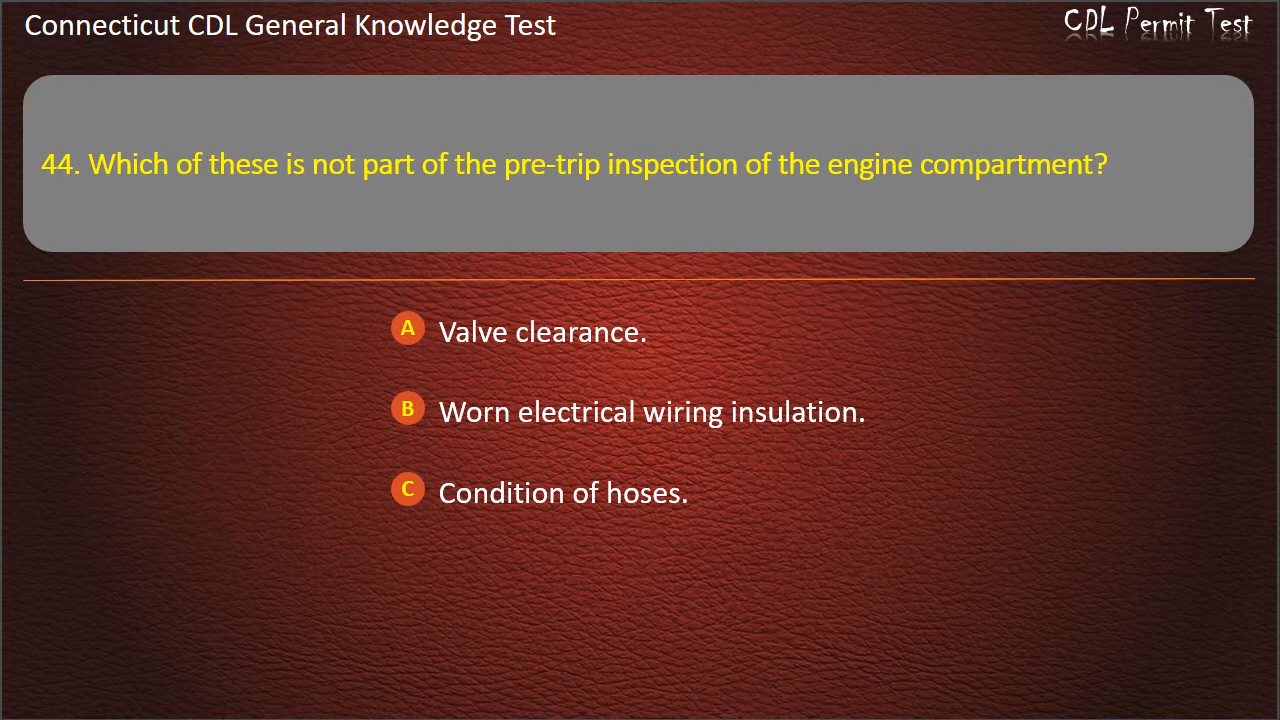 Connecticut CDL General Knowledge Test
CDL Permit Test
44. Which of these is not part of the pre-trip inspection of the engine compartment?
A Valve clearance.
B Worn electrical wiring insulation.
C Condition of hoses.